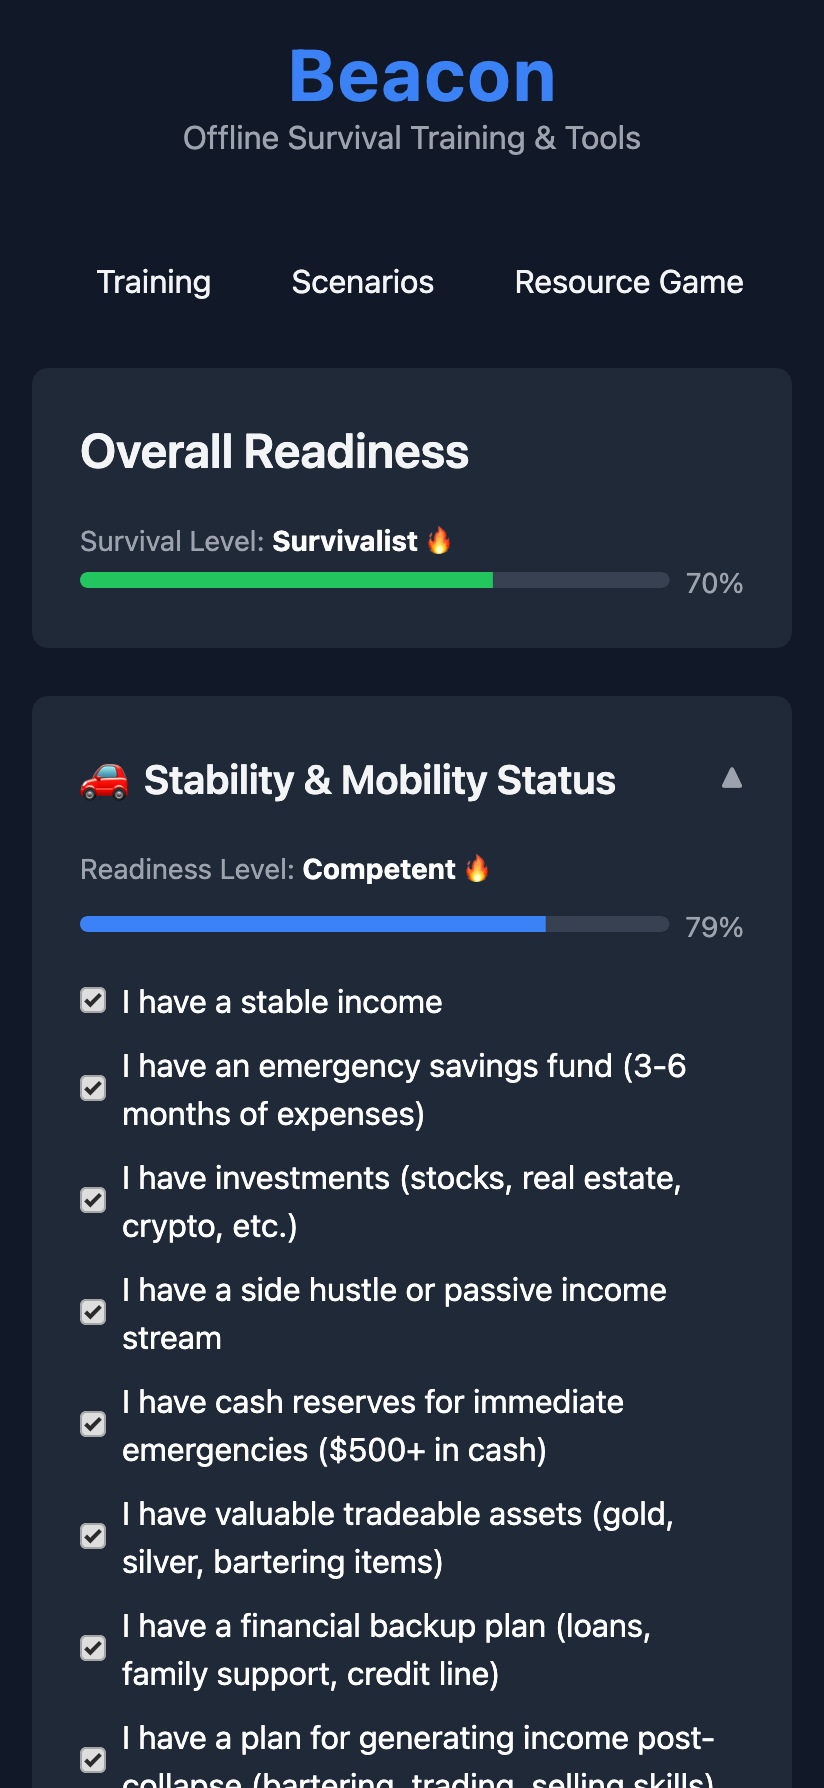 Beacon
Offline Survival Training & Tools
Training Scenarios Resource Game
Overall Readiness
Survival Level: Survivalist 🔥
70%
🚗 Stability & Mobility Status ▲
Readiness Level: Competent 🔥
79%
I have a stable income
I have an emergency savings fund (3-6
months of expenses)
I have investments (stocks, real estate,
crypto, etc.)
I have a side hustle or passive income
stream
I have cash reserves for immediate
emergencies ($500+ in cash)
I have valuable tradeable assets (gold,
silver, bartering items)
I have a financial backup plan (loans,
family support, credit line)
I have a plan for generating income post-
collapse (bartering, trading, selling skills)